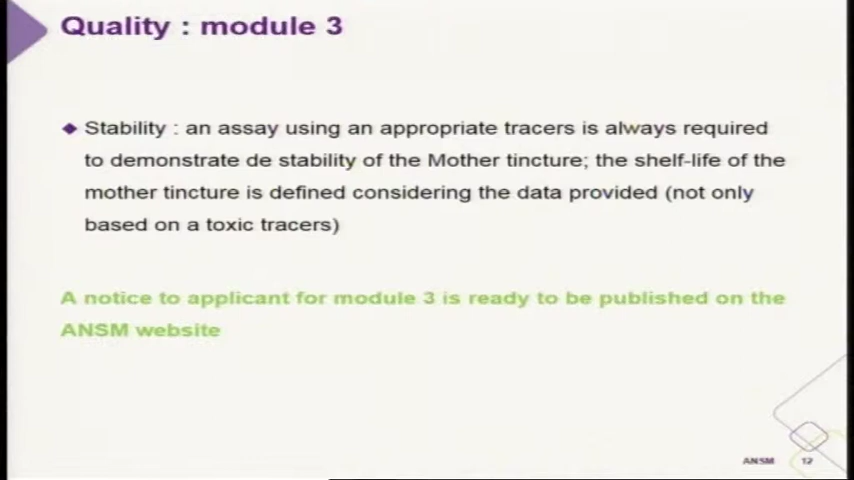 Quality : module 3
Stability : an assay using an appropriate tracers is always required
to demonstrate de stability of the Mother tincture; the shelf-life of the
mother tincture is defined considering the data provided (not only
based on a toxic tracers)
A notice to applicant for module 3 is ready to be published on the
ANSM website
ANSM 12